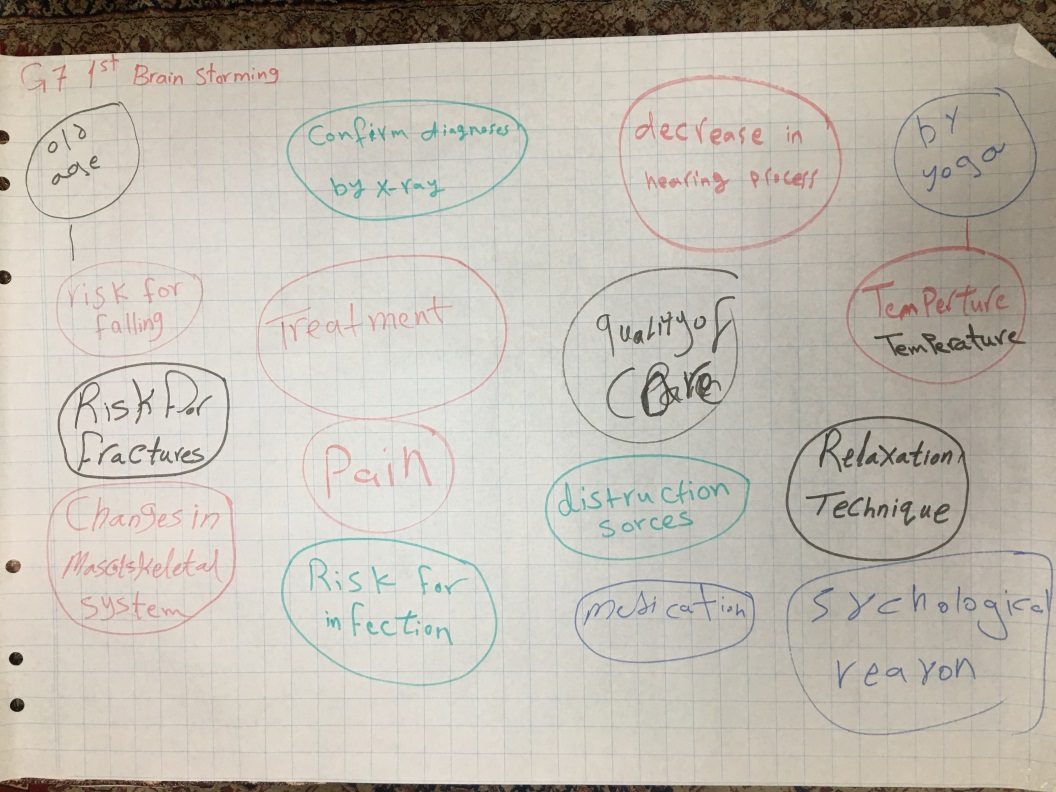 G7 1st Brain Storming
old
age
Confirm diagnoses
by x-ray
decrease in
hearing process
by
yoga
risk for
falling
Treatment
quality of
Care
Temperture
Temperature
Risk For
fractures
Pain
distruction
sorces
Relaxation
Technique
Changes in
system
Risk for
infection
medication
Sychological
reason